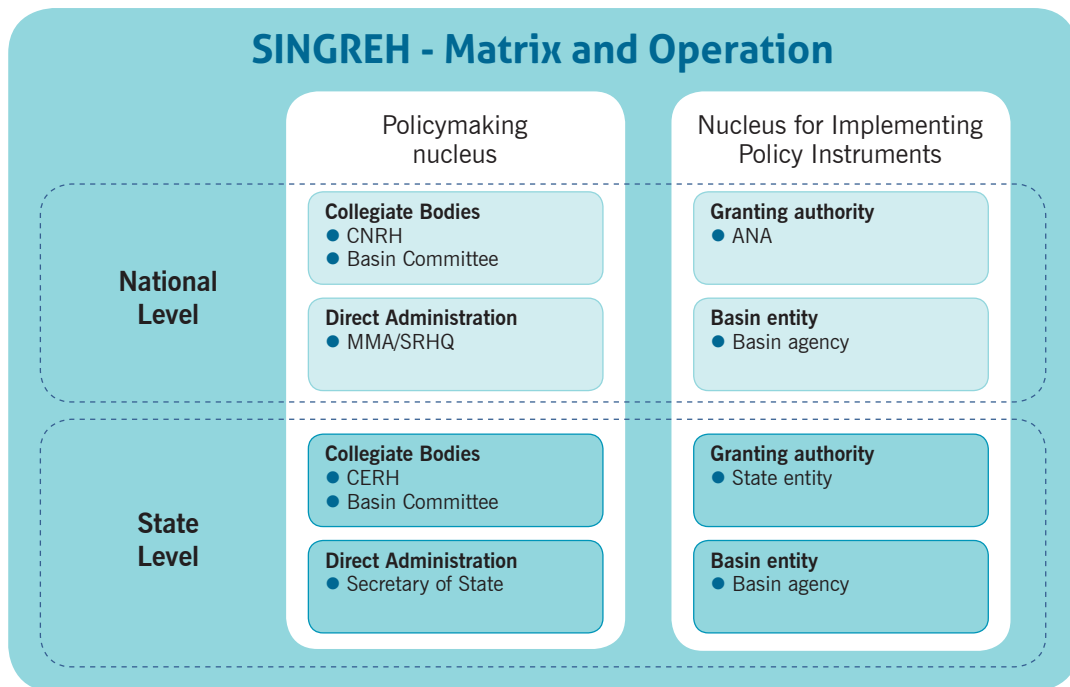 SINGREH - Matrix and Operation
Policymaking
nucleus
Nucleus for Implementing
Policy Instruments
National
Level
Collegiate Bodies
CNRH
Basin Committee
Direct Administration
MMA/SRHQ
Granting authority
ANA
Basin entity
Basin agency
State
Level
Collegiate Bodies
CERH
Basin Committee
Direct Administration
Secretary of State
Granting authority
State entity
Basin entity
Basin agency